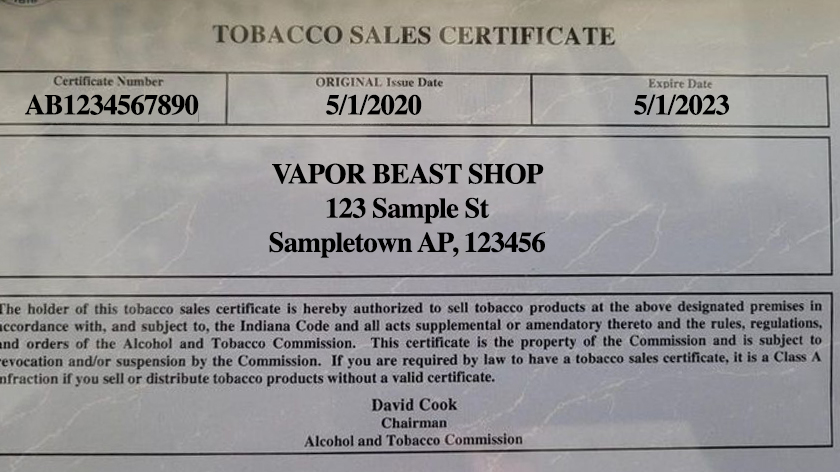 TOBACCO SALES CERTIFICATE
Certificate Number
AB1234567890
ORIGINAL Issue Date
5/1/2020
Expire Date
5/1/2023
VAPOR BEAST SHOP
123 Sample St
Sampletown AP, 123456
The holder of this tobacco sales certificate is hereby authorized to sell tobacco products at the above designated premises in
accordance with, and subject to, the Indiana Code and all acts supplemental or amendatory thereto and the rules, regulations,
and orders of the Alcohol and Tobacco Commission. This certificate is the property of the Commission and is subject to
revocation and/or suspension by the Commission. If you are required by law to have a tobacco sales certificate, it is a Class A
infraction if you sell or distribute tobacco products without a valid certificate.
David Cook
Chairman
Alcohol and Tobacco Commission